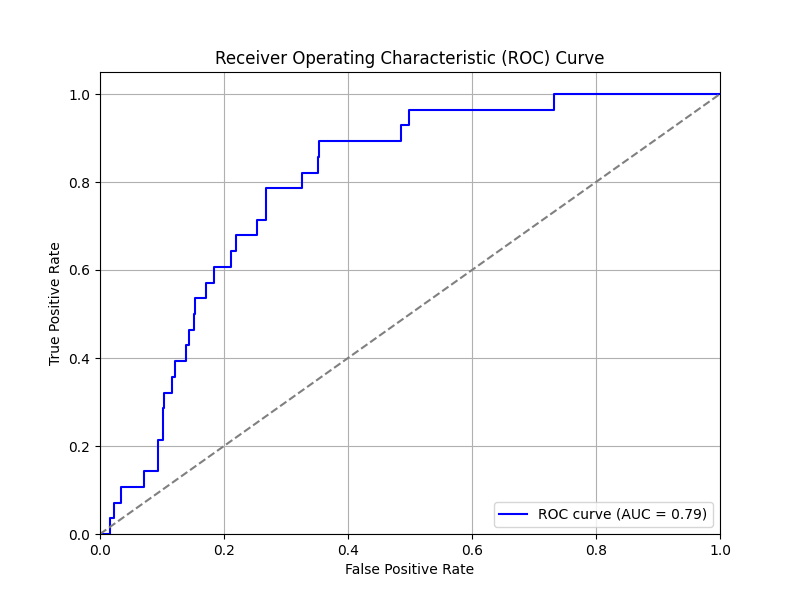 Receiver Operating Characteristic (ROC) Curve
True Positive Rate
1.0
0.8
0.6
0.4
0.2
0.0
ROC curve (AUC = 0.79)
0.0 0.2 0.4 0.6 0.8 1.0
False Positive Rate